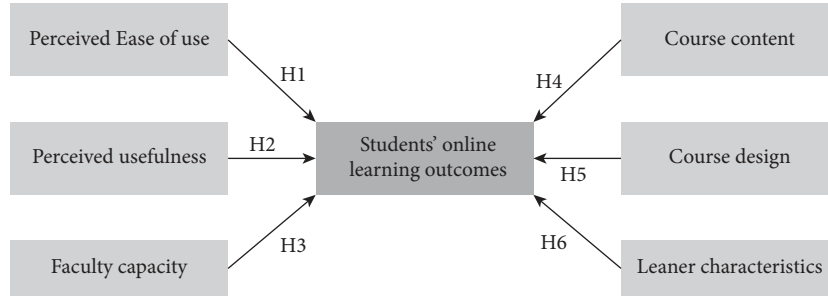 Perceived Ease of use
H1
Perceived usefulness
H2
Faculty capacity
H3
Students’ online
learning outcomes
Course content
H4
Course design
H5
Leaner characteristics
H6